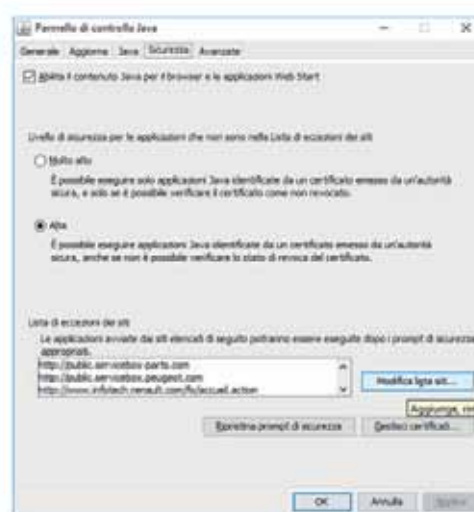 Pannello di controllo Java
Generale Aggiorna Java Sicurezza Avanzate
Abilita il contenuto Java per il browser e le applicazioni Web Start
Livello di sicurezza per le applicazioni che non sono nella Lista di eccezioni dei siti
Molto alta
È possibile eseguire solo applicazioni Java identificate da un certificato emesso da un'autorità
sicura, e solo se è possibile verificare il certificato come non revocato.
Alta
È possibile eseguire applicazioni Java identificate da un certificato emesso da un'autorità
sicura, anche se non è possibile verificare lo stato di revoca del certificato.
Lista di eccezioni dei siti
Le applicazioni avviate dai siti elencati di seguito potranno essere eseguite dopo i prompt di sicurezza
appropriati.
http://public.servicebox-parts.com
http://public.servicebox.peugeot.com
http://www.infotech.renault.com/fo/accueil.action
Modifica lista siti...
Aggiunge,
Ripristina prompt di sicurezza Gestisci certificati...
OK Annulla Applica